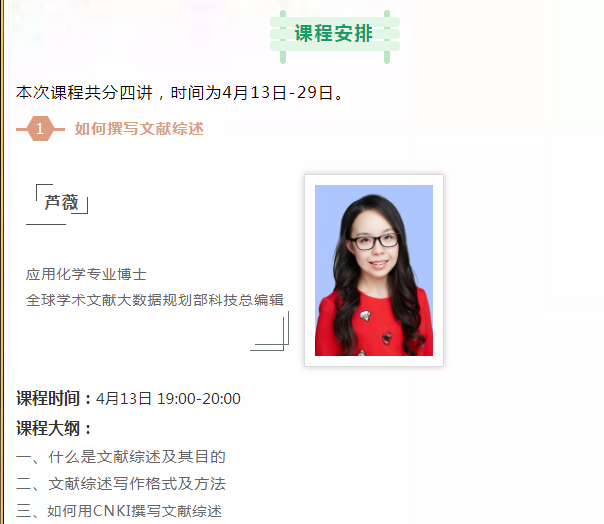 课程安排
本次课程共分四讲，时间为4月13日-29日。
1 如何撰写文献综述
芦薇
应用化学专业博士
全球学术文献大数据规划部科技总编辑
课程时间：4月13日 19:00-20:00
课程大纲：
一、什么是文献综述及其目的
二、文献综述写作格式及方法
三、如何用CNKI撰写文献综述